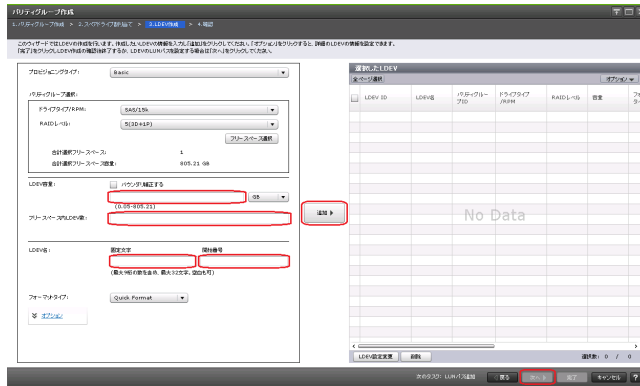 パリティグループ作成
1.パリティグループ作成 > 2.スペアドライブ割当て > 3.LDEV作成 > 4.確認
このウィザードではLDEVの作成を行います。作成したいLDEVの情報を入力し「追加」をクリックしてください。「オプション」をクリックすると、詳細のLDEVの情報を設定できます。
「完了」をクリックしLDEV作成の確認後終了するか、LDEVのLUNパスを設定する場合は「次へ」をクリックしてください。
プロビジョニングタイプ: Basic
パリティグループ選択:
ドライブタイプ/RPM: SAS/15k
RAIDレベル: 5(3D+1P)
フリースペース選択
合計選択フリースペース: 1
合計選択フリースペース容量: 805.21 GB
LDEV容量: バウンダリ補正する
GB
(0.05-805.21)
フリースペース内LDEV数:
LDEV名: 固定文字 開始番号
(最大9桁の数を含め、最大32文字、空白も可)
フォーマットタイプ: Quick Format
オプション
追加
選択したLDEV
全ページ選択 オプション
LDEV ID LDEV名 パリティグループID ドライブタイプ/RPM RAIDレベル 容量
No Data
LDEV設定変更 削除 選択数: 0 / 0
次のタスク: LUNパス追加 戻る 次へ 完了 キャンセル ?